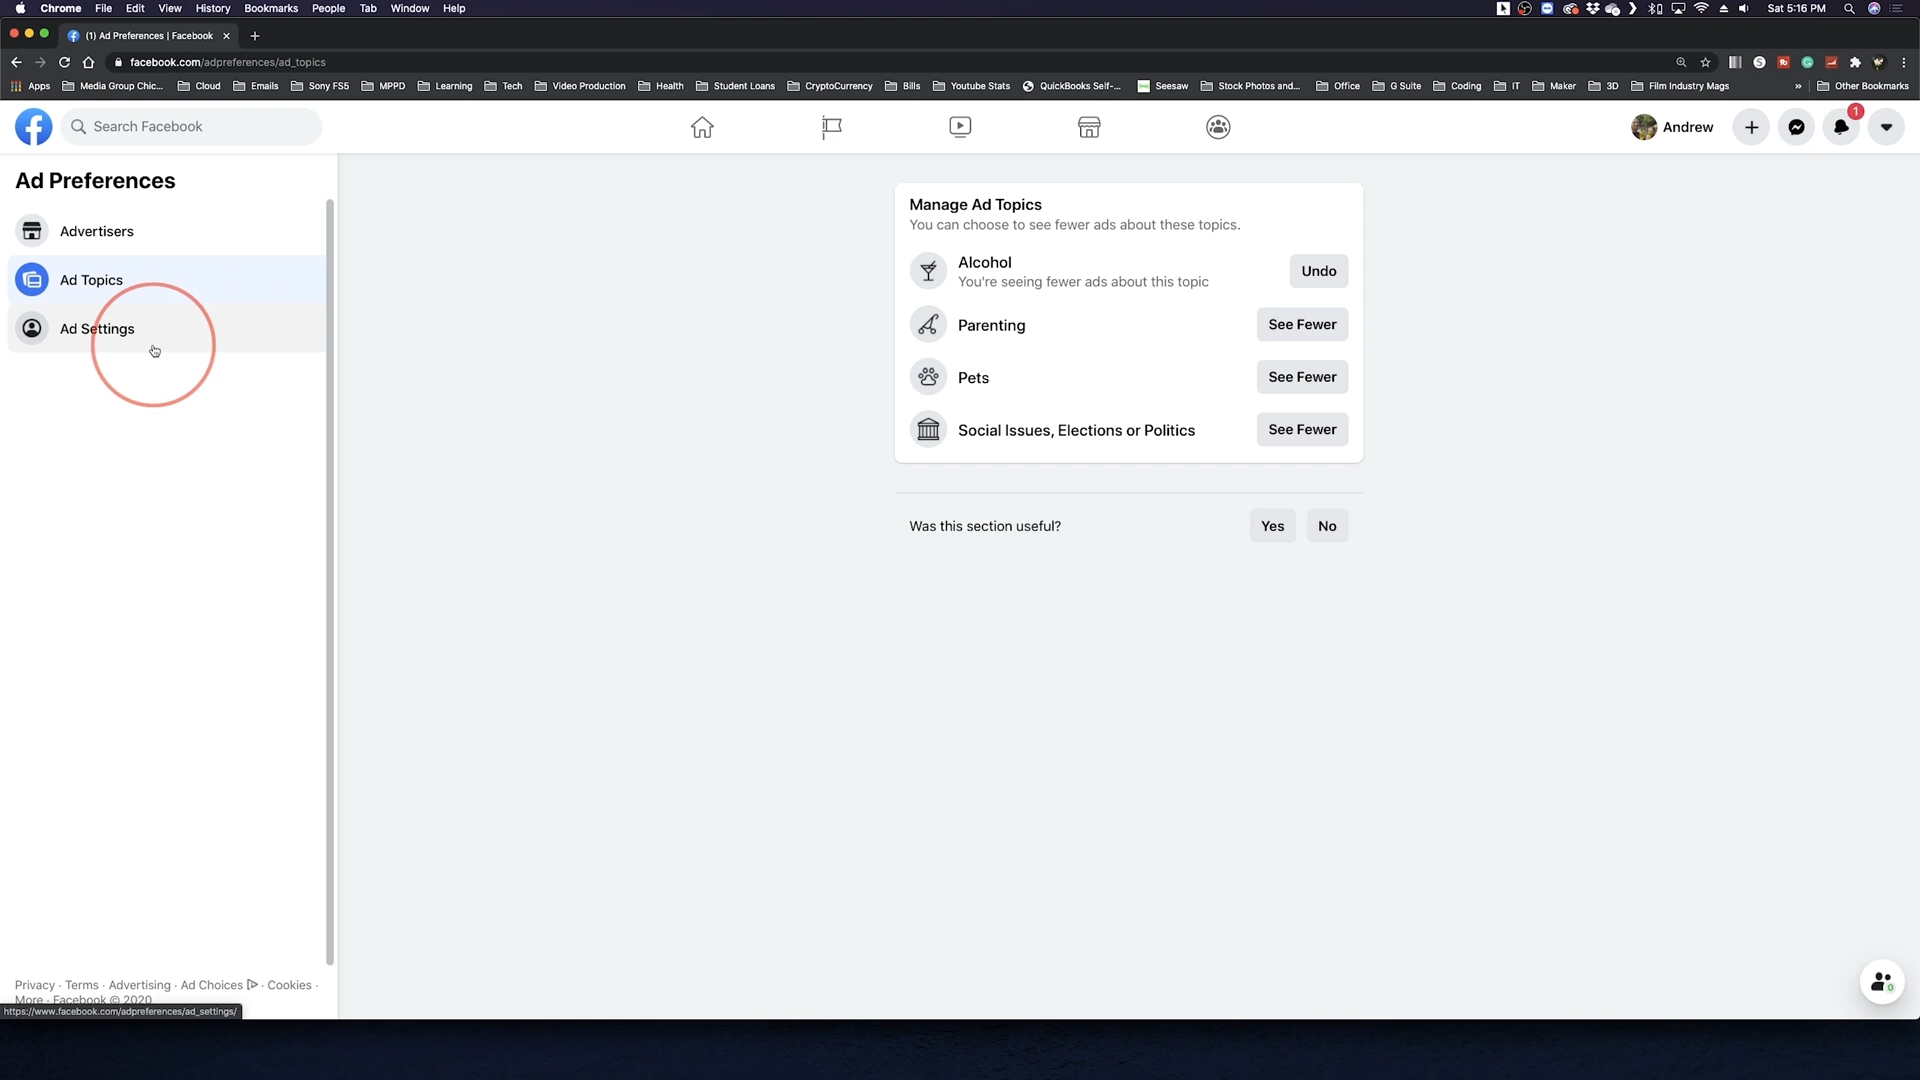 Chrome File Edit View History Bookmarks People Tab Window Help Sat 5:16 PM
(1) Ad Preferences | Facebook
facebook.com/adpreferences/ad_topics
Apps Media Group Chic... Cloud Emails Sony FS5 MPPD Learning Tech Video Production Health Student Loans CryptoCurrency Bills Youtube Stats QuickBooks Self-... Seesaw Stock Photos and... Office G Suite Coding IT Maker 3D Film Industry Mags » Other Bookmarks
Search Facebook
Andrew
1
Ad Preferences
Advertisers
Ad Topics
Ad Settings
Manage Ad Topics
You can choose to see fewer ads about these topics.
Alcohol
You're seeing fewer ads about this topic
Undo
Parenting
See Fewer
Pets
See Fewer
Social Issues, Elections or Politics
See Fewer
Was this section useful?
Yes
No
Privacy · Terms · Advertising · Ad Choices · Cookies ·
More · Facebook © 2020
https://www.facebook.com/adpreferences/ad_settings/
0